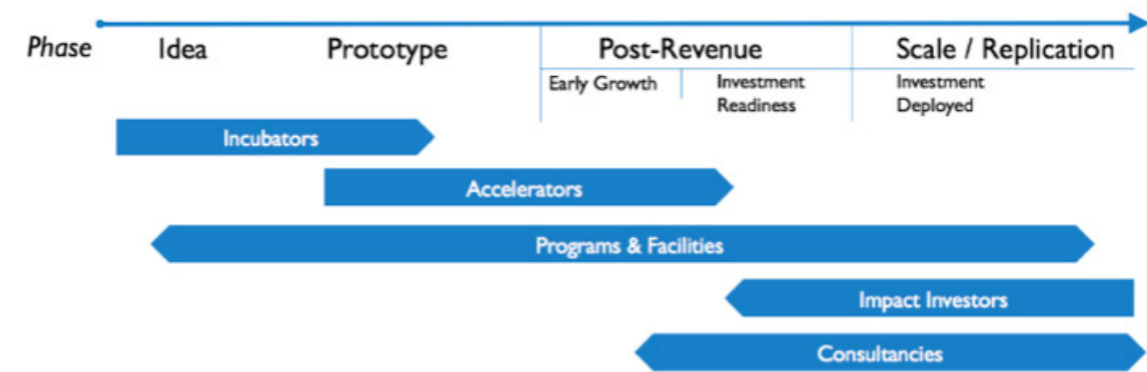 Phase Idea Prototype Post-Revenue Scale / Replication
Early Growth Investment Readiness Investment Deployed
Incubators
Accelerators
Programs & Facilities
Impact Investors
Consultancies